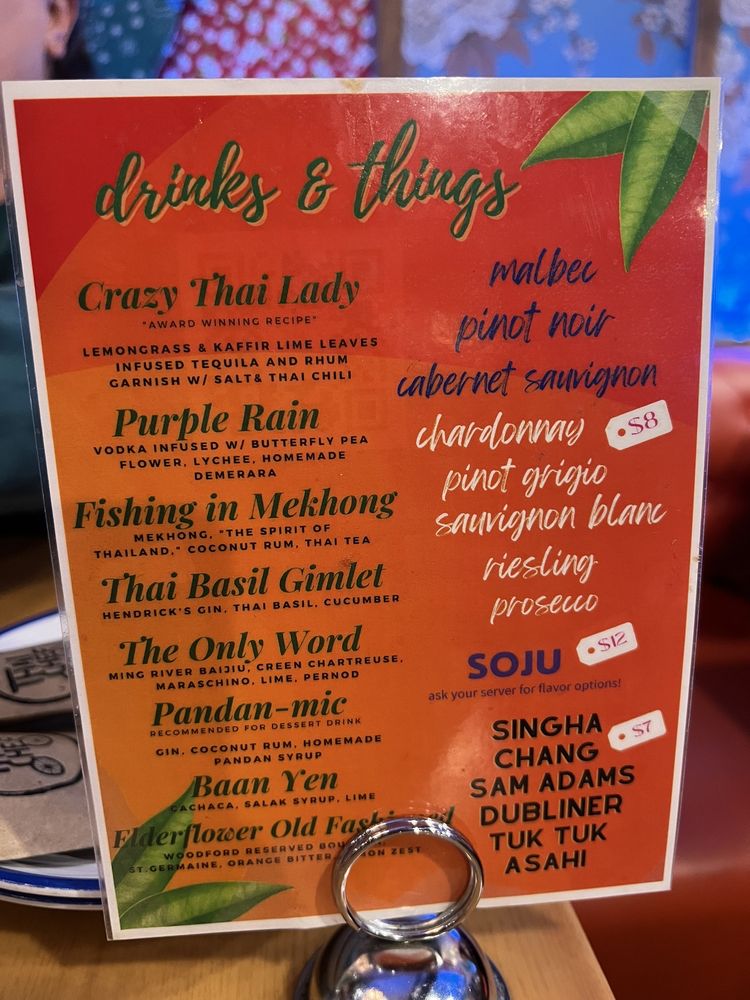 drinks & things
Crazy Thai Lady
"AWARD WINNING RECIPE"
LEMONGRASS & KAFFIR LIME LEAVES
INFUSED TEQUILA AND RHUM
GARNISH W/ SALT& THAI CHILI
Purple Rain
VODKA INFUSED W/ BUTTERFLY PEA
FLOWER, LYCHEE, HOMEMADE
DEMERARA
Fishing in Mekhong
MEKHONG, "THE SPIRIT OF
THAILAND," COCONUT RUM, THAI TEA
Thai Basil Gimlet
HENDRICK'S GIN, THAI BASIL, CUCUMBER
The Only Word
MING RIVER BAIJIU, CREEN CHARTREUSE,
MARASCHINO, LIME, PERNOD
Pandan-mic
RECOMMENDED FOR DESSERT DRINK
GIN, COCONUT RUM, HOMEMADE
PANDAN SYRUP
Baan Yen
CACHACA, SALAK SYRUP, LIME
Elderflower Old
WOODFORD RESERVED
ST.GERMAINE, ORANGE BITTER, ZEST
malbec
pinot noir
cabernet sauvignon
chardonnay $8
pinot grigio
sauvignon blanc
riesling
prosecco
SOJU $12
ask your server for flavor options!
SINGHA $7
CHANG
SAM ADAMS
DUBLINER
TUK TUK
ASAHI